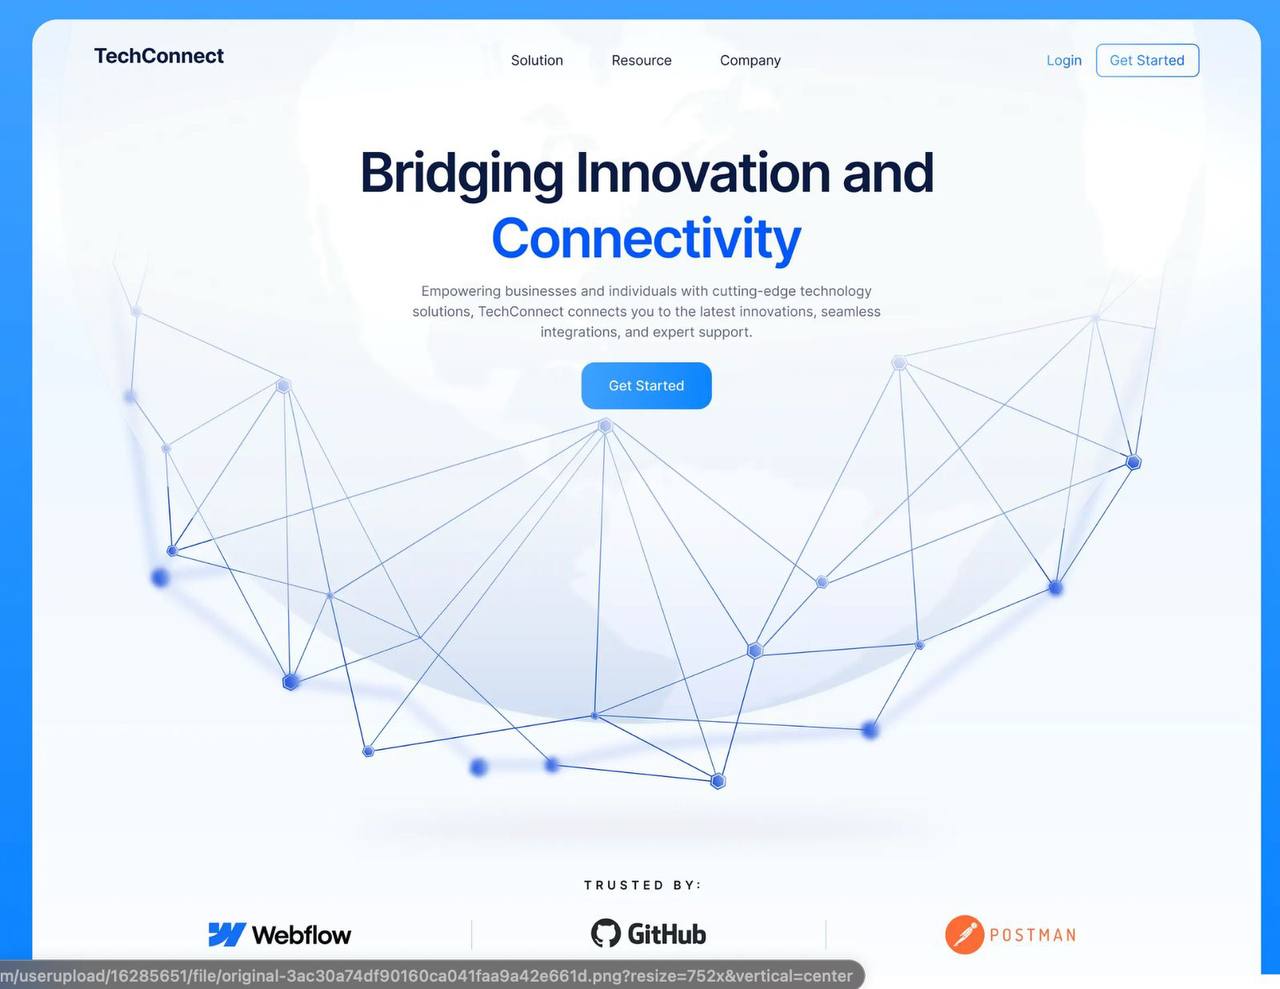 TechConnect
Solution
Resource
Company
Login
Get Started
Bridging Innovation and
Connectivity
Empowering businesses and individuals with cutting-edge technology
solutions, TechConnect connects you to the latest innovations, seamless
integrations, and expert support.
Get Started
TRUSTED BY:
Webflow
GitHub
POSTMAN
m/userupload/16285651/file/original-3ac30a74df90160ca041faa9a42e661d.png?resize=752x&vertical=center